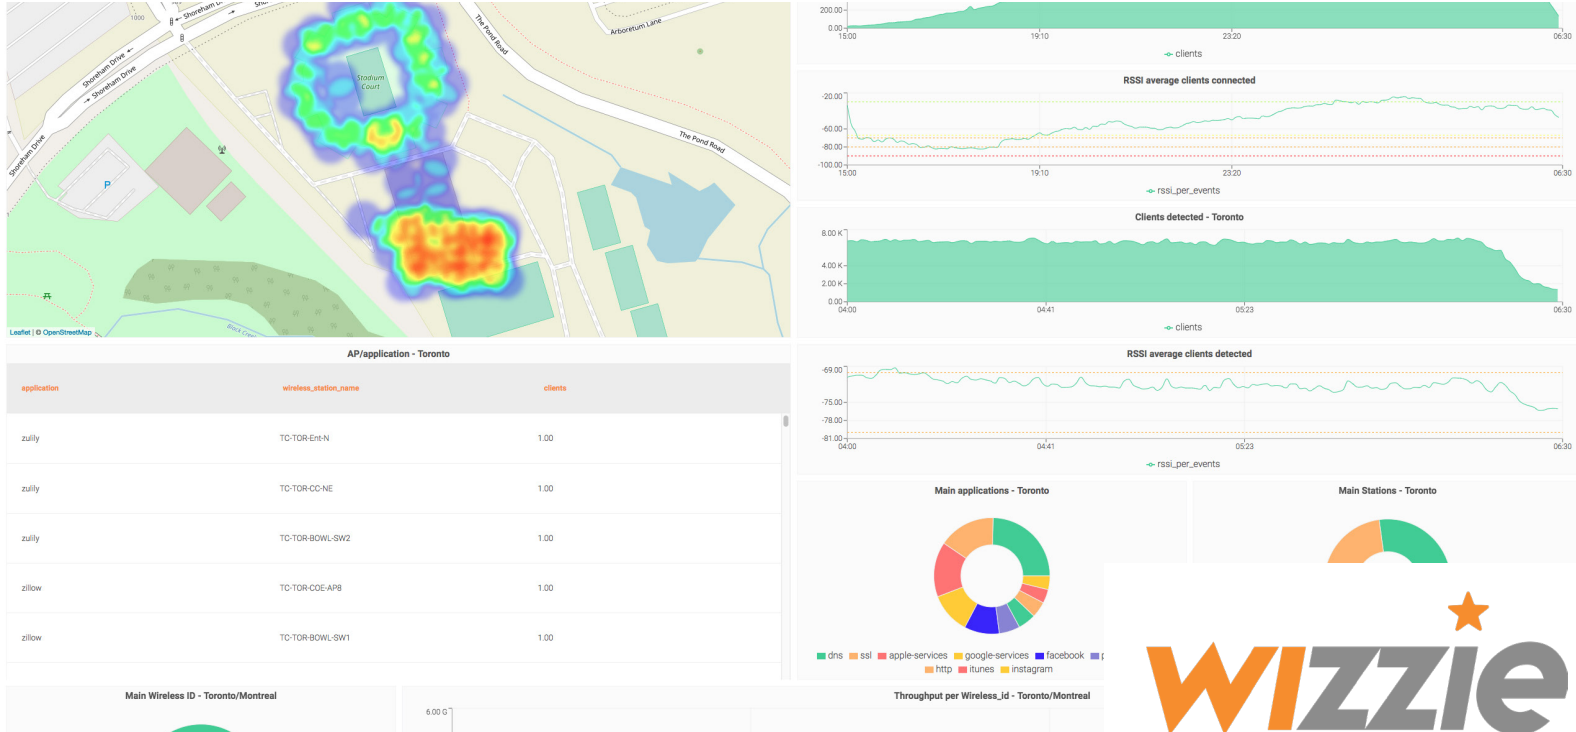 1000
Shoreham Drive
Shoreham Drive
Shoreham Drive
Shoreham Drive
The Pond Road
Arboretum Lane
Stadium
Court
The Pond Road
P
Leaflet | © OpenStreetMap
200.00
0.00
15:00 19:10 23:20 06:30
clients
RSSI average clients connected
-20.00
-60.00
-80.00
-100.00
15:00 19:10 23:20 06:30
rssi_per_events
Clients detected - Toronto
8.00 K
4.00 K
2.00 K
0.00
04:00 04:41 05:23 06:30
clients
AP/application - Toronto
application wireless_station_name clients
zulily TC-TOR-Ent-N 1.00
zulily TC-TOR-CC-NE 1.00
zulily TC-TOR-BOWL-SW2 1.00
zillow TC-TOR-COE-AP8 1.00
zillow TC-TOR-BOWL-SW1 1.00
RSSI average clients detected
-69.00
-75.00
-78.00
-81.00
04:00 04:41 05:23 06:30
rssi_per_events
Main applications - Toronto
dns ssl apple-services google-services facebook
http itunes instagram
Main Stations - Toronto
Main Wireless ID - Toronto/Montreal
Throughput per Wireless_id - Toronto/Montreal
6.00 G
wizzie